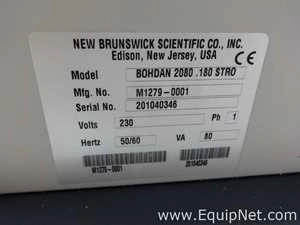 NEW BRUNSWICK SCIENTIFIC CO., INC.
Edison, New Jersey, USA
CE
Model BOHDAN 2080 .180 STRO
Mfg. No. M1279-0001
Serial No. 201040346
Volts 230 Ph 1
Hertz 50/60 VA 80
M1279-0001 201040346
www.EquipNet.com